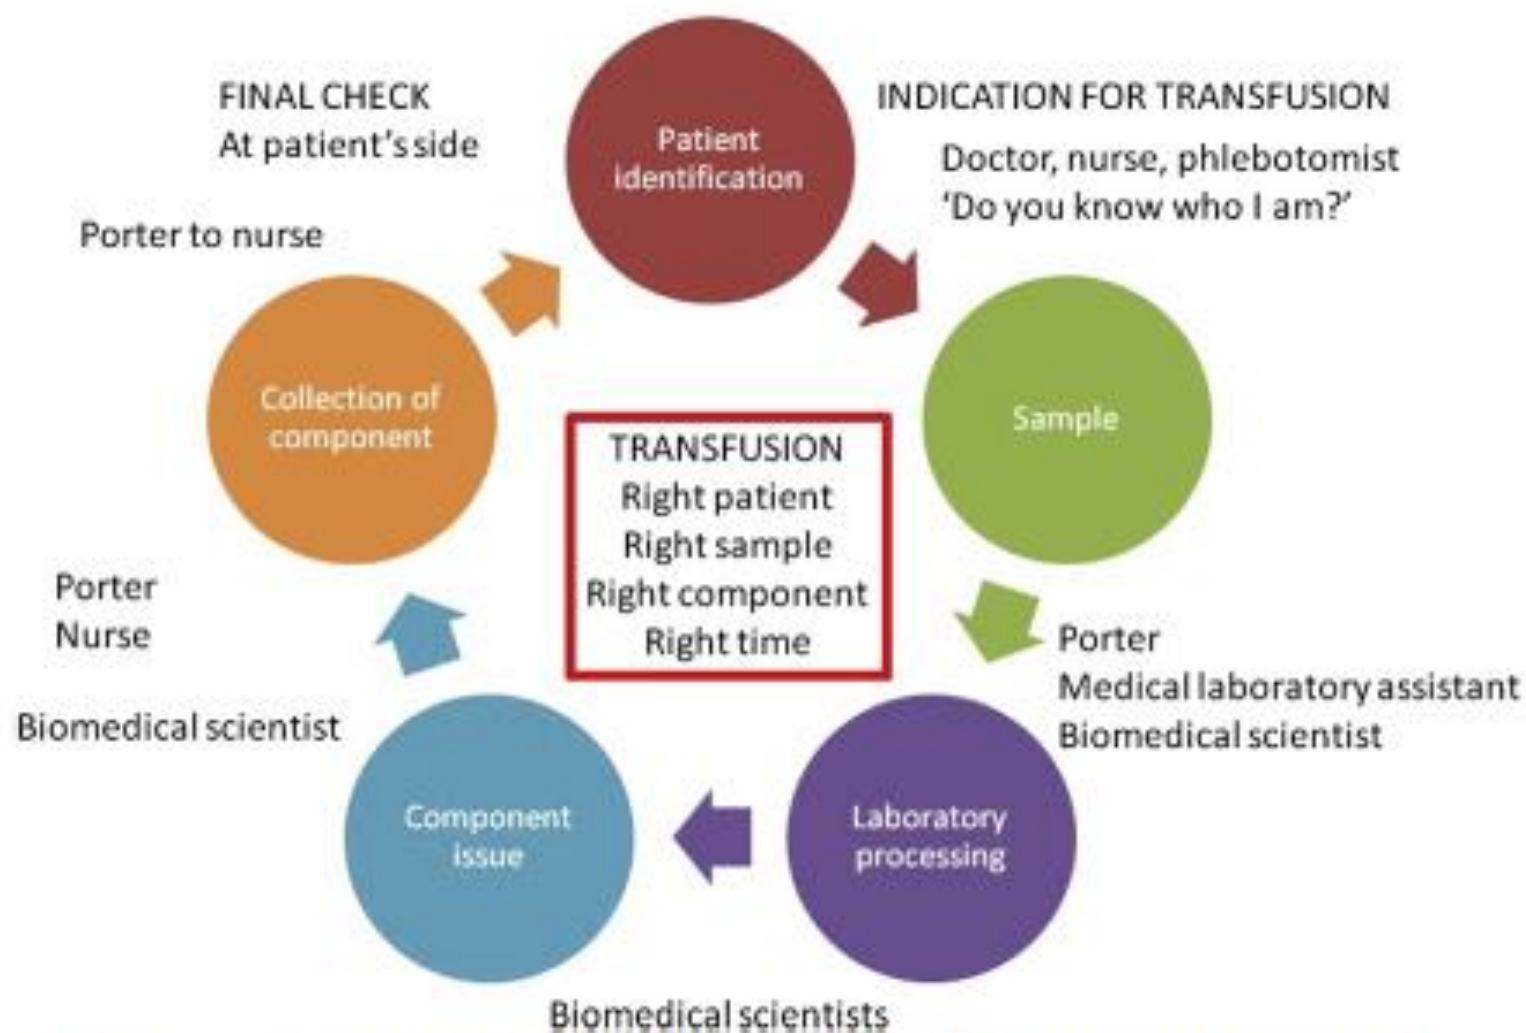 Patient
identification
INDICATION FOR TRANSFUSION
Doctor, nurse, phlebotomist
‘Do you know who I am?’
Sample
Porter
Medical laboratory assistant
Biomedical scientist
Laboratory
processing
Biomedical scientists
Component
issue
Biomedical scientist
Porter
Nurse
Collection of
component
Porter to nurse
FINAL CHECK
At patient’s side
TRANSFUSION
Right patient
Right sample
Right component
Right time